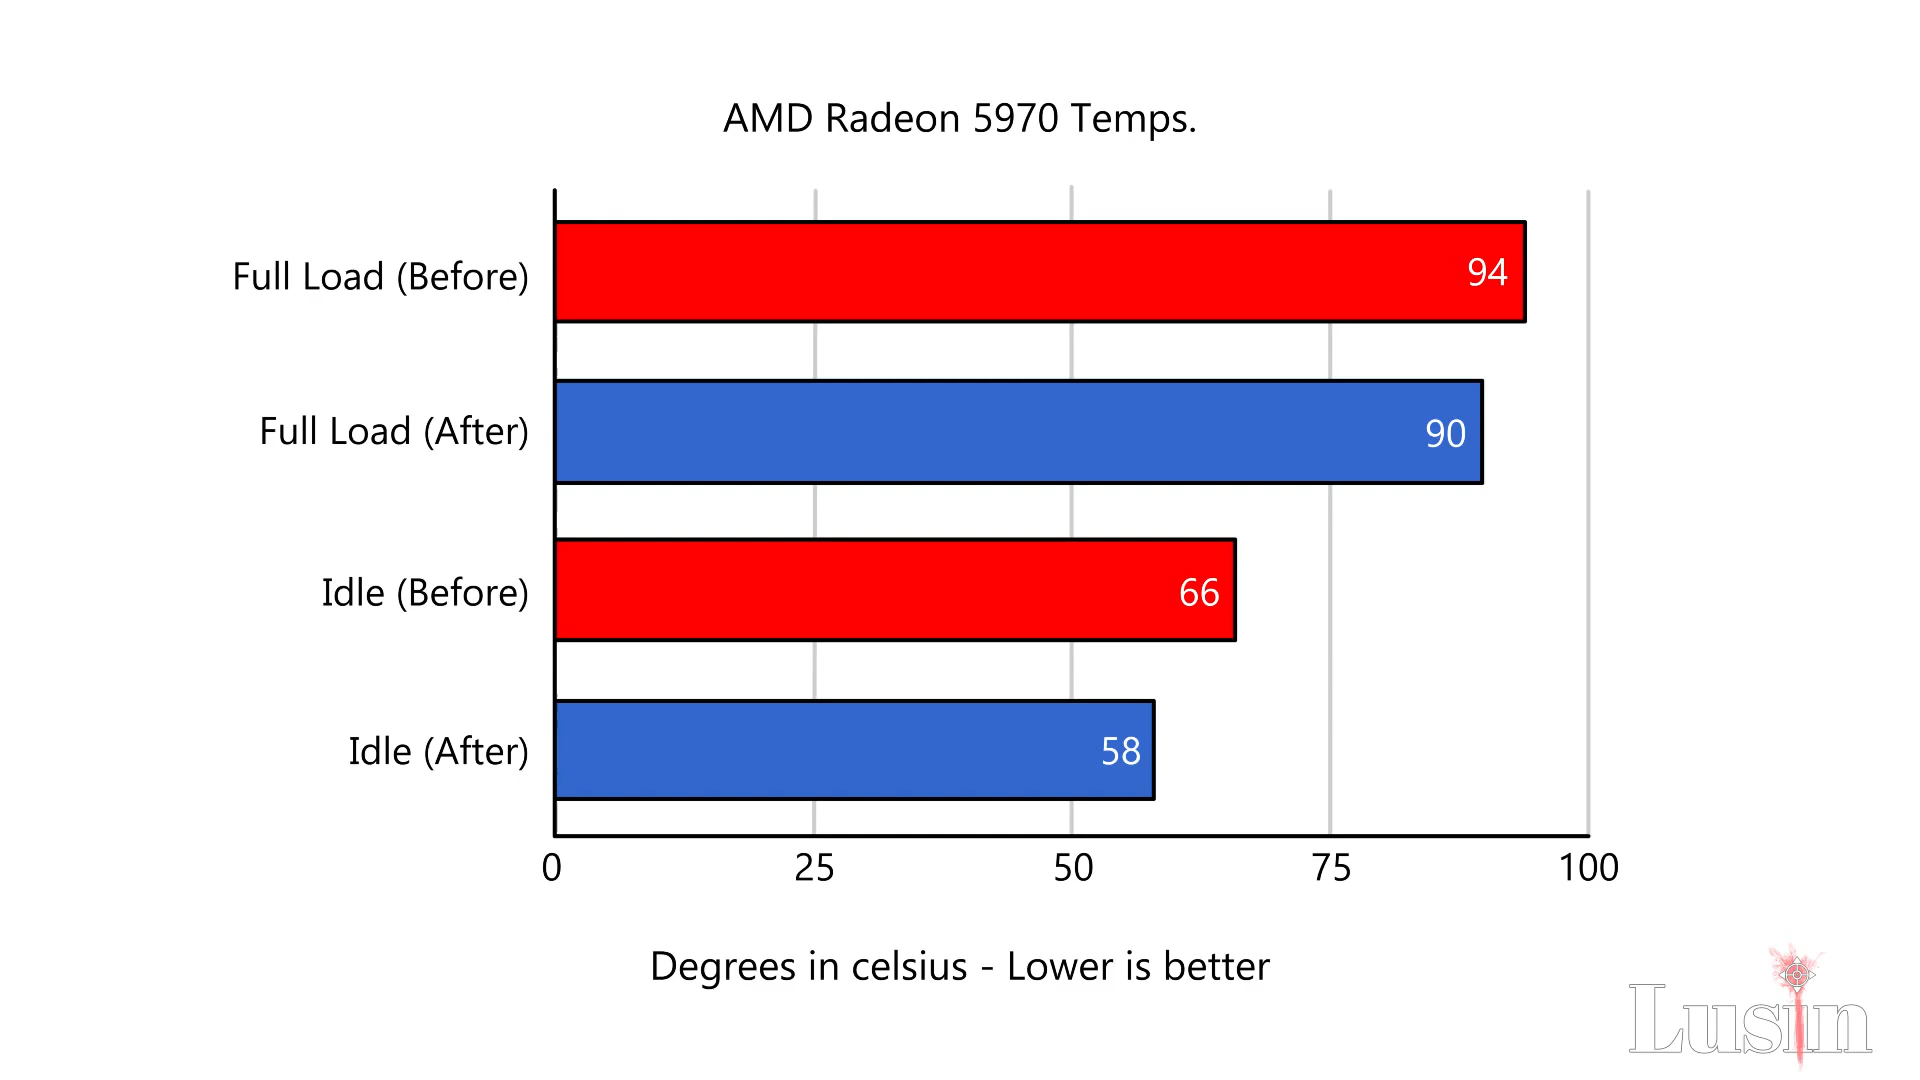 AMD Radeon 5970 Temps.
Full Load (Before)
94
Full Load (After)
90
Idle (Before)
66
Idle (After)
58
0 25 50 75 100
Degrees in celsius - Lower is better
Lusin